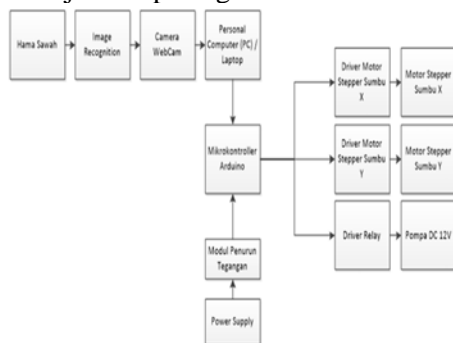 Hama Sawah
Image
Recognition
Camera
WebCam
Personal
Computer (PC) /
Laptop
Driver Motor
Stepper Sumbu
X
Motor Stepper
Sumbu X
Mikrokontroller
Arduino
Driver Motor
Stepper Sumbu
Y
Motor Stepper
Sumbu Y
Driver Relay
Pompa DC 12V
Modul Penurun
Tegangan
Power Supply